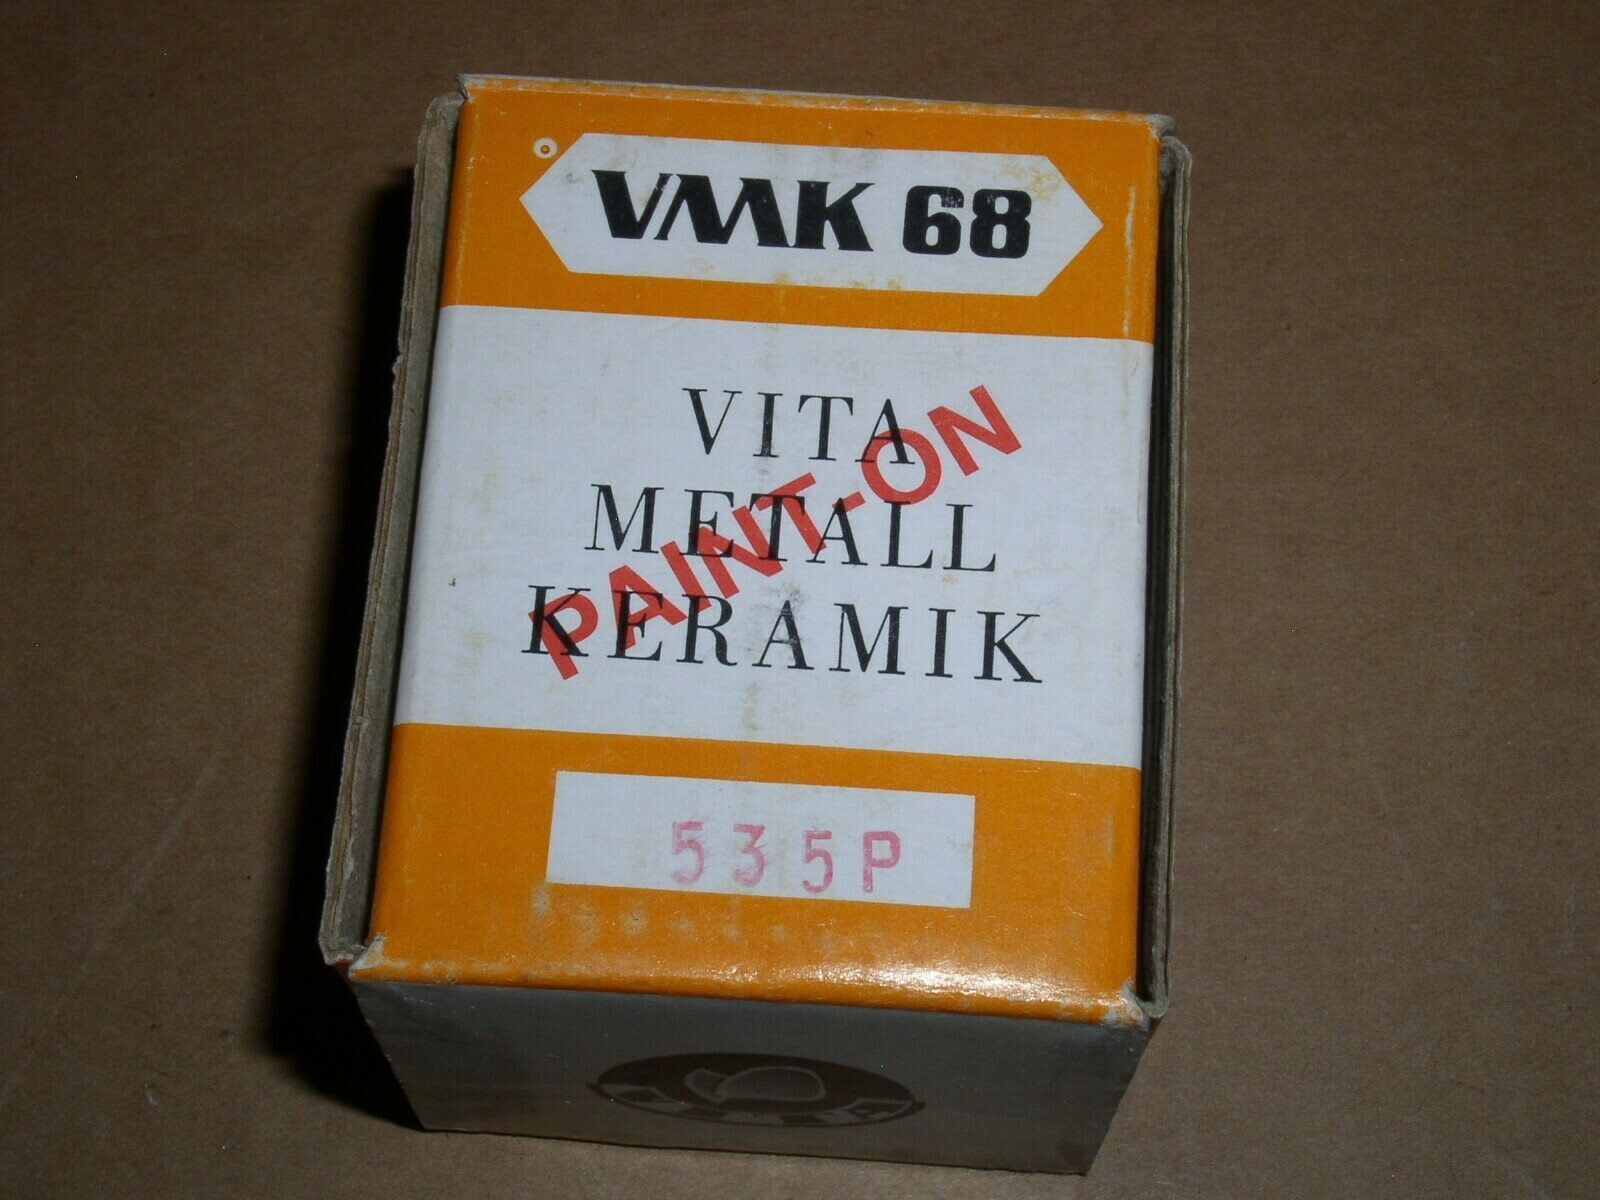 VMK 68
VITA
METALL
KERAMIK
PAINT-ON
535P